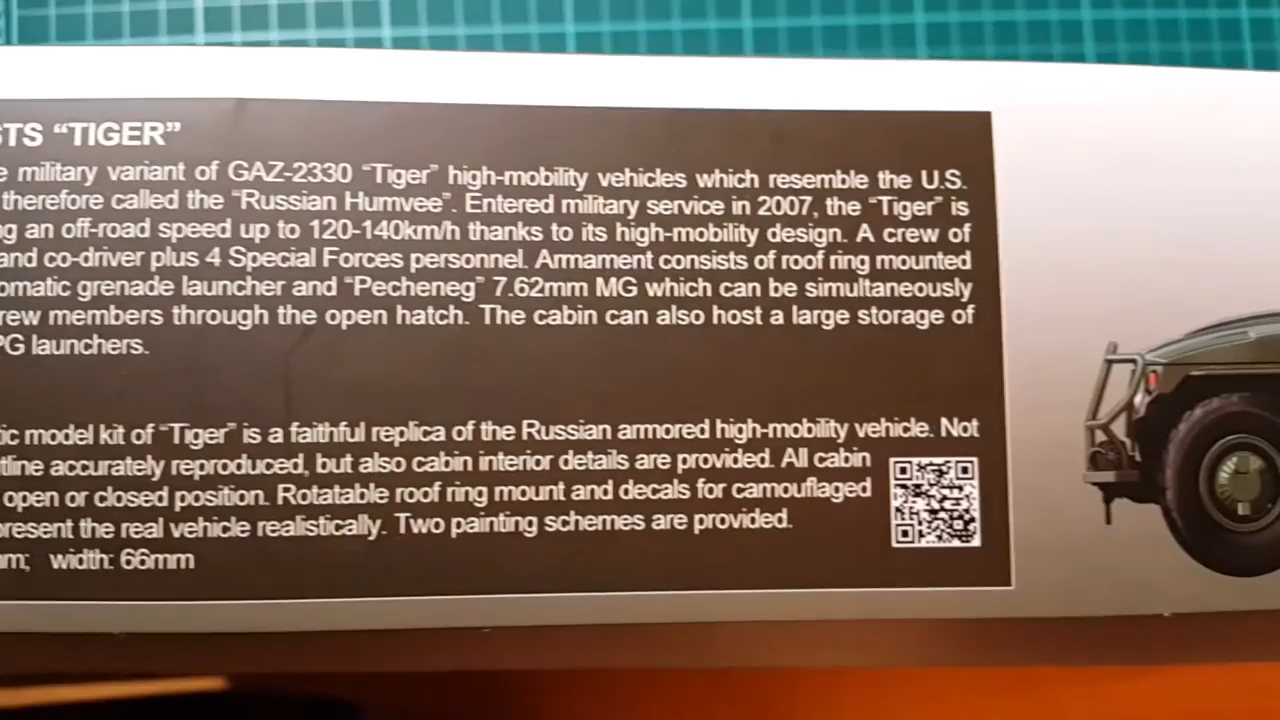 STS “TIGER”
military variant of GAZ-2330 “Tiger” high-mobility vehicles which resemble the U.S.
therefore called the “Russian Humvee”. Entered military service in 2007, the “Tiger” is
an off-road speed up to 120-140km/h thanks to its high-mobility design. A crew of
and co-driver plus 4 Special Forces personnel. Armament consists of roof ring mounted
omatic grenade launcher and “Pecheneg” 7.62mm MG which can be simultaneously
rew members through the open hatch. The cabin can also host a large storage of
PG launchers.
tic model kit of “Tiger” is a faithful replica of the Russian armored high-mobility vehicle. Not
tline accurately reproduced, but also cabin interior details are provided. All cabin
open or closed position. Rotatable roof ring mount and decals for camouflaged
present the real vehicle realistically. Two painting schemes are provided.
m; width: 66mm